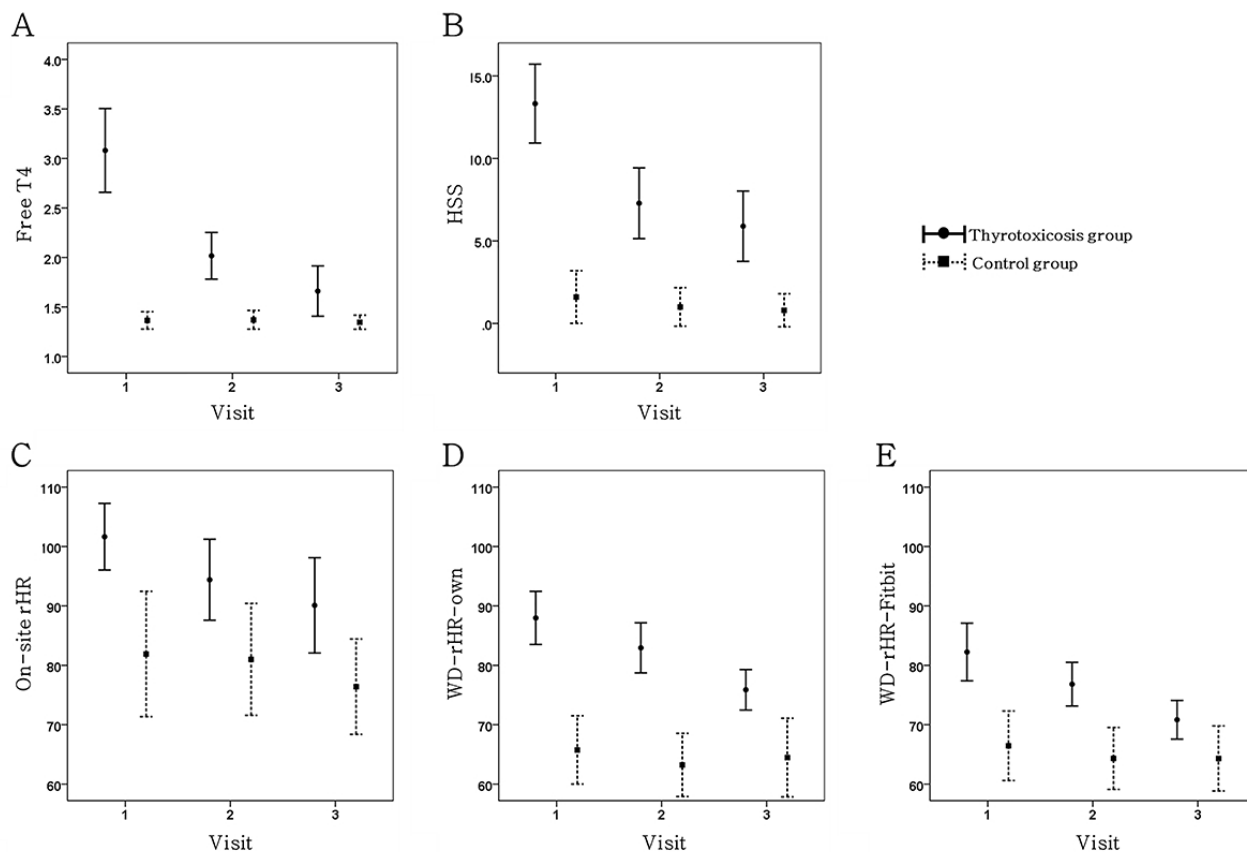 A
Free T4
4.0
3.5
3.0
2.5
2.0
1.5
1.0
1 2 3
Visit
B
HSS
15.0
10.0
5.0
.0
1 2 3
Visit
Thyrotoxicosis group
Control group
C
On-site rHR
110
100
90
80
70
60
1 2 3
Visit
D
WD-rHR-own
110
100
90
80
70
60
1 2 3
Visit
E
WD-rHR-Fitbit
110
100
90
80
70
60
1 2 3
Visit